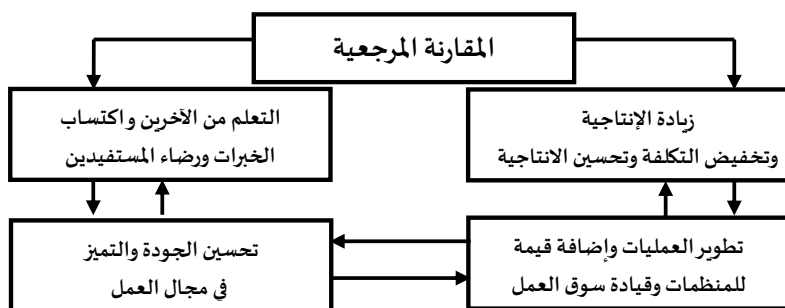 المقارنة المرجعية
زيادة الإنتاجية
وتخفيض التكلفة وتحسين الانتاجية
التعلم من الآخرين واكتساب
الخبرات ورضاء المستفيدين
تطوير العمليات وإضافة قيمة
للمنظمات وقيادة سوق العمل
تحسين الجودة والتميز
في مجال العمل